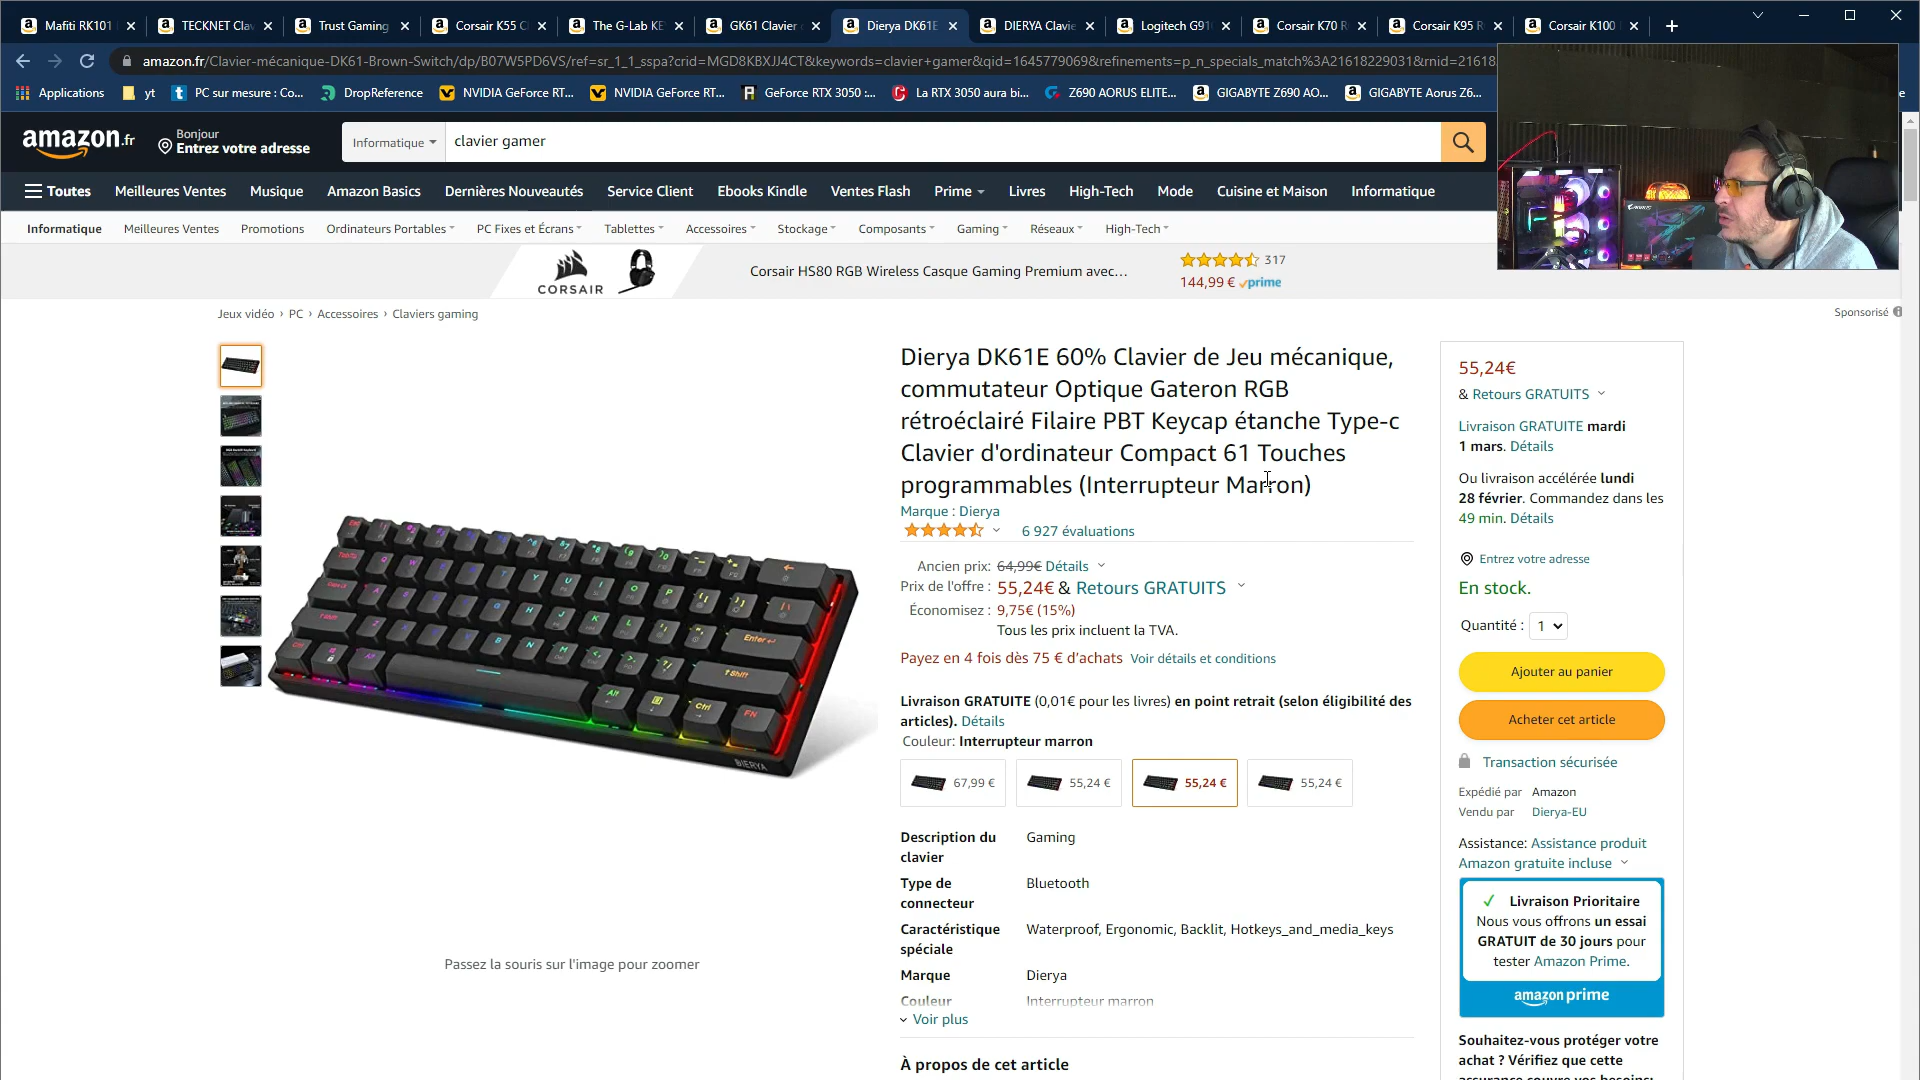 Mafiti RK101
TECKNET Clav
Trust Gaming
Corsair K55
The G-Lab KE
GK61 Clavier
Dierya DK61E
DIERYA Clavie
Logitech G91
Corsair K70 R
Corsair K95 R
Corsair K100
amazon.fr/Clavier-mécanique-DK61-Brown-Switch/dp/B07W5PD6VS/ref=sr_1_1_sspa?crid=MGD8KBXJJ4CT&keywords=clavier+gamer&qid=1645779069&refinements=p_n_specials_match%3A21618229031&rnid=21618
Applications
yt
PC sur mesure : Co...
DropReference
NVIDIA GeForce RT...
NVIDIA GeForce RT...
GeForce RTX 3050 :...
La RTX 3050 aura bi...
Z690 AORUS ELITE...
GIGABYTE Z690 AO...
GIGABYTE Aorus Z6...
amazon.fr
Bonjour
Entrez votre adresse
Informatique
clavier gamer
Toutes
Meilleures Ventes
Musique
Amazon Basics
Dernières Nouveautés
Service Client
Ebooks Kindle
Ventes Flash
Prime
Livres
High-Tech
Mode
Cuisine et Maison
Informatique
Informatique
Meilleures Ventes
Promotions
Ordinateurs Portables
PC Fixes et Écrans
Tablettes
Accessoires
Stockage
Composants
Gaming
Réseaux
High-Tech
CORSAIR
Corsair HS80 RGB Wireless Casque Gaming Premium avec...
317
144,99 € prime
Sponsorisé
Jeux vidéo › PC › Accessoires › Claviers gaming
Dierya DK61E 60% Clavier de Jeu mécanique,
commutateur Optique Gateron RGB
rétroéclairé Filaire PBT Keycap étanche Type-c
Clavier d'ordinateur Compact 61 Touches
programmables (Interrupteur Marron)
Marque : Dierya
6 927 évaluations
Ancien prix: 64,99€ Détails
Prix de l'offre : 55,24€ & Retours GRATUITS
Économisez : 9,75€ (15%)
Tous les prix incluent la TVA.
Payez en 4 fois dès 75 € d’achats Voir détails et conditions
Livraison GRATUITE (0,01€ pour les livres) en point retrait (selon éligibilité des
articles). Détails
Couleur: Interrupteur marron
67,99 €
55,24 €
55,24 €
55,24 €
Description du
clavier
Gaming
Type de
connecteur
Bluetooth
Caractéristique
spéciale
Waterproof, Ergonomic, Backlit, Hotkeys_and_media_keys
Marque
Dierya
Couleur
Interrupteur marron
Voir plus
À propos de cet article
Passez la souris sur l'image pour zoomer
DIERYA
55,24€
& Retours GRATUITS
Livraison GRATUITE mardi
1 mars. Détails
Ou livraison accélérée lundi
28 février. Commandez dans les
49 min. Détails
Entrez votre adresse
En stock.
Quantité : 1
Ajouter au panier
Acheter cet article
Transaction sécurisée
Expédié par Amazon
Vendu par Dierya-EU
Assistance: Assistance produit
Amazon gratuite incluse
Livraison Prioritaire
Nous vous offrons un essai
GRATUIT de 30 jours pour
tester Amazon Prime.
amazon prime
Souhaitez-vous protéger votre
achat ? Vérifiez que cette